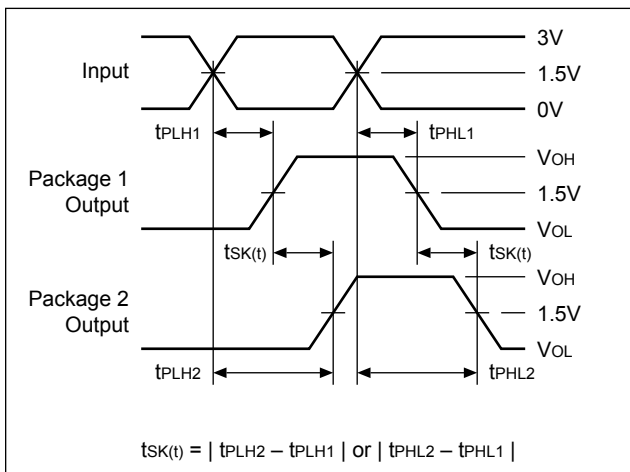 Input
3V
1.5V
0V
tPLH1
tPHL1
Package 1
Output
VOH
1.5V
VOL
tSK(t)
tSK(t)
Package 2
Output
VOH
1.5V
VOL
tPLH2
tPHL2
tSK(t) = | tPLH2 – tPLH1 | or | tPHL2 – tPHL1 |